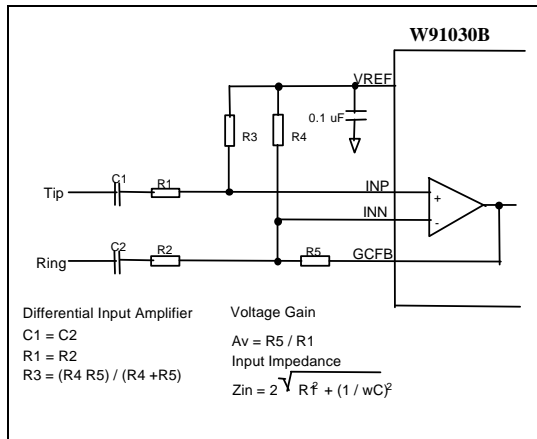 W91030B
VREF
0.1 uF
R3
R4
C1
R1
Tip
INP
+
INN
-
C2
R2
R5
GCFB
Ring
Differential Input Amplifier
C1 = C2
R1 = R2
R3 = (R4 R5) / (R4 +R5)
Voltage Gain
Av = R5 / R1
Input Impedance
Zin = 2√R1² + (1 / wC)²